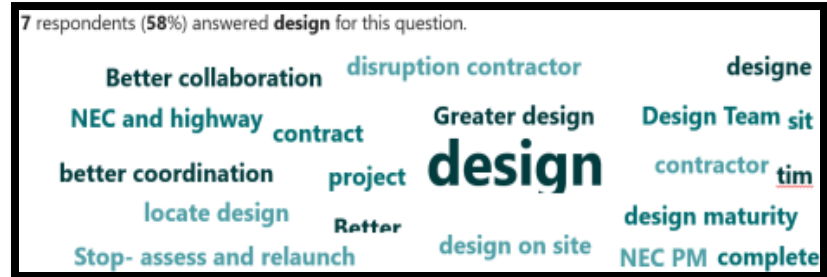 7 respondents (58%) answered design for this question.
Better collaboration disruption contractor designe
NEC and highway contract Greater design Design Team sit
better coordination project design contractor tim
locate design Better design maturity
Stop- assess and relaunch design on site NEC PM complete